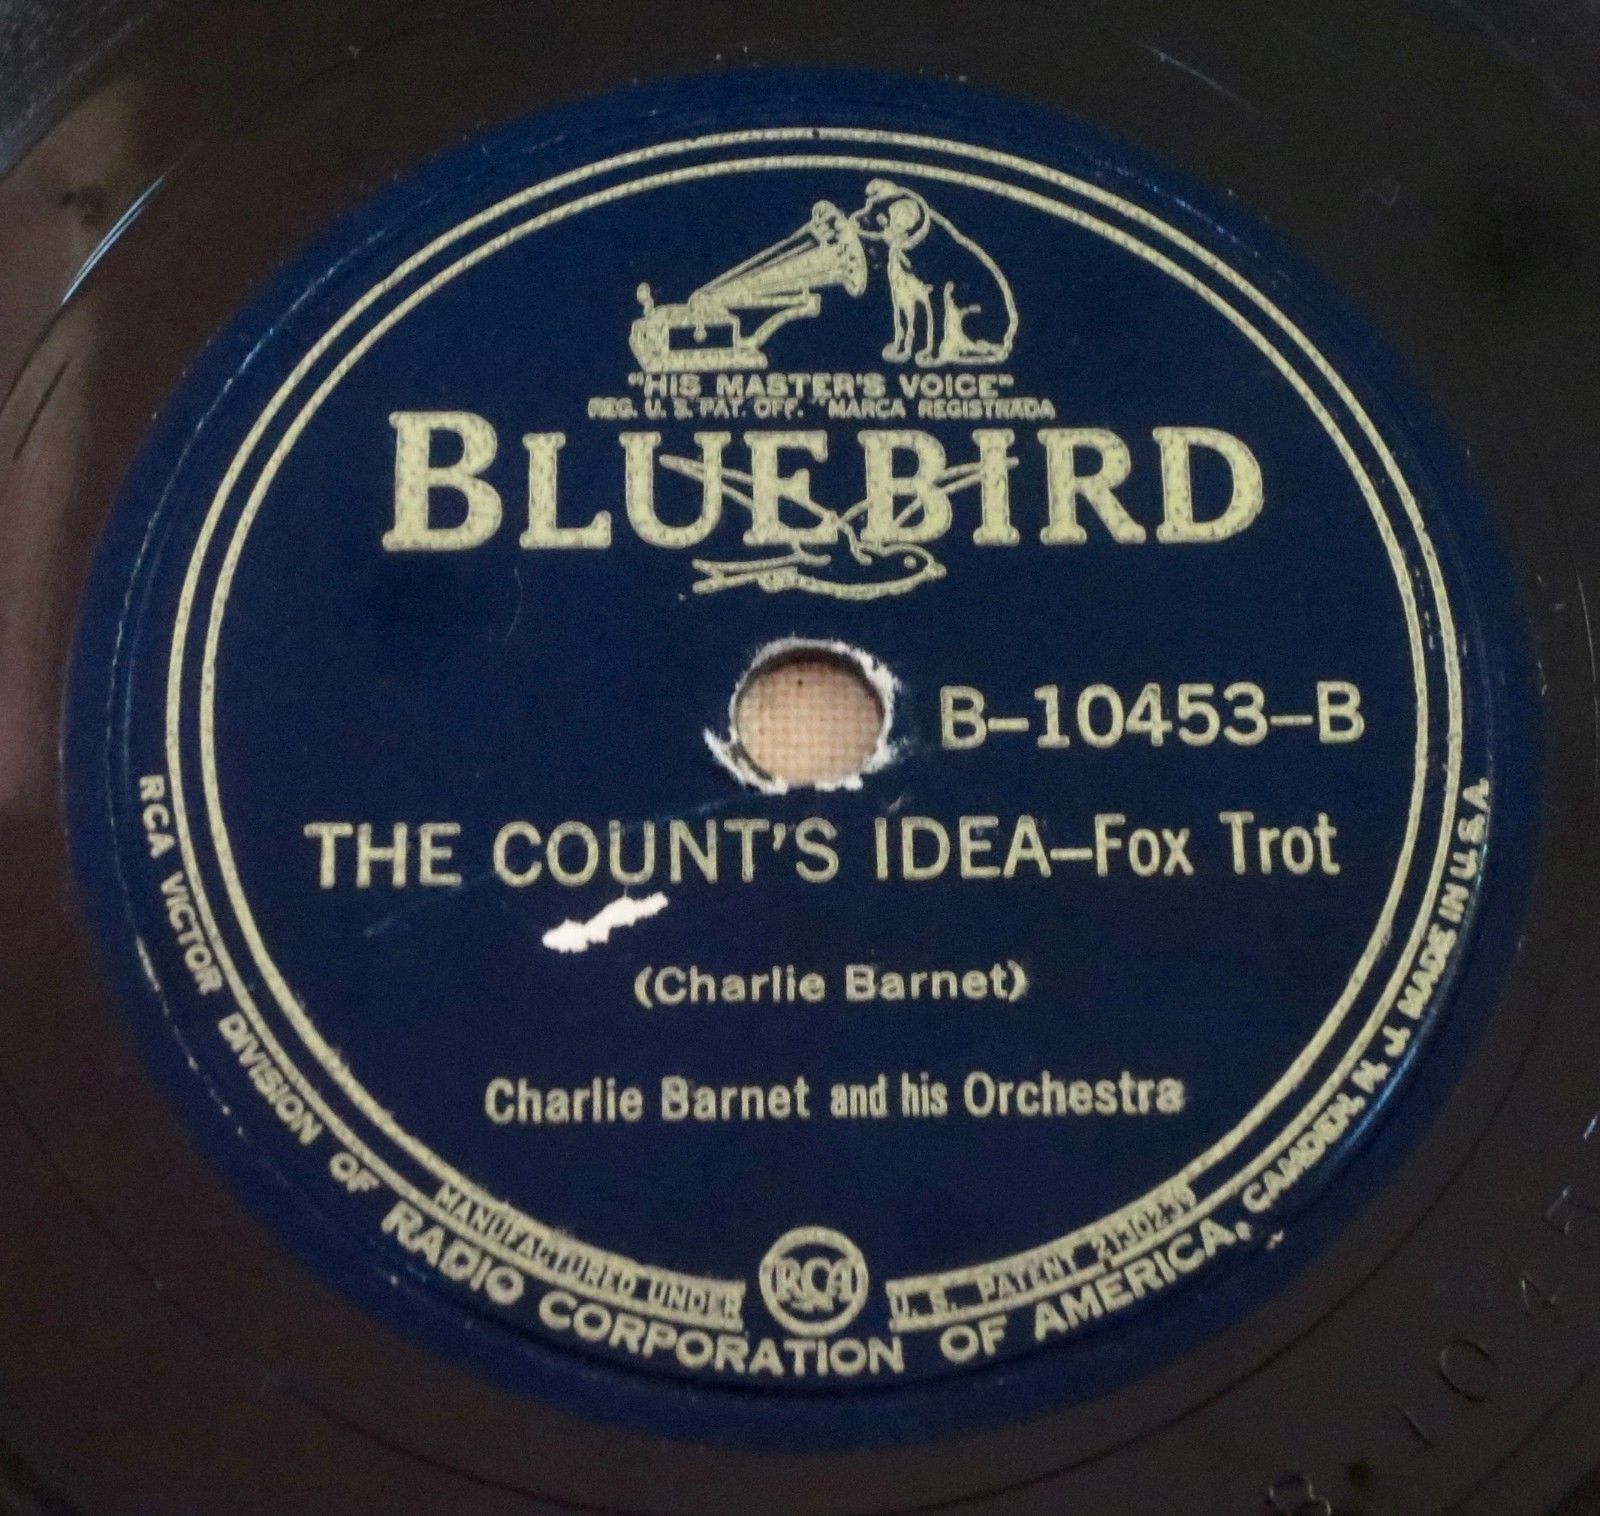 "HIS MASTER'S VOICE"
REG. U. S. PAT. OFF. "MARCA REGISTRADA
BLUEBIRD
B-10453-B
THE COUNT'S IDEA-Fox Trot
(Charlie Barnet)
Charlie Barnet and his Orchestra
MANUFACTURED UNDER RCA U. S. PATENT 2130239
RCA VICTOR DIVISION OF RADIO CORPORATION OF AMERICA, CAMDEN, N. J. MADE IN U.S.A.